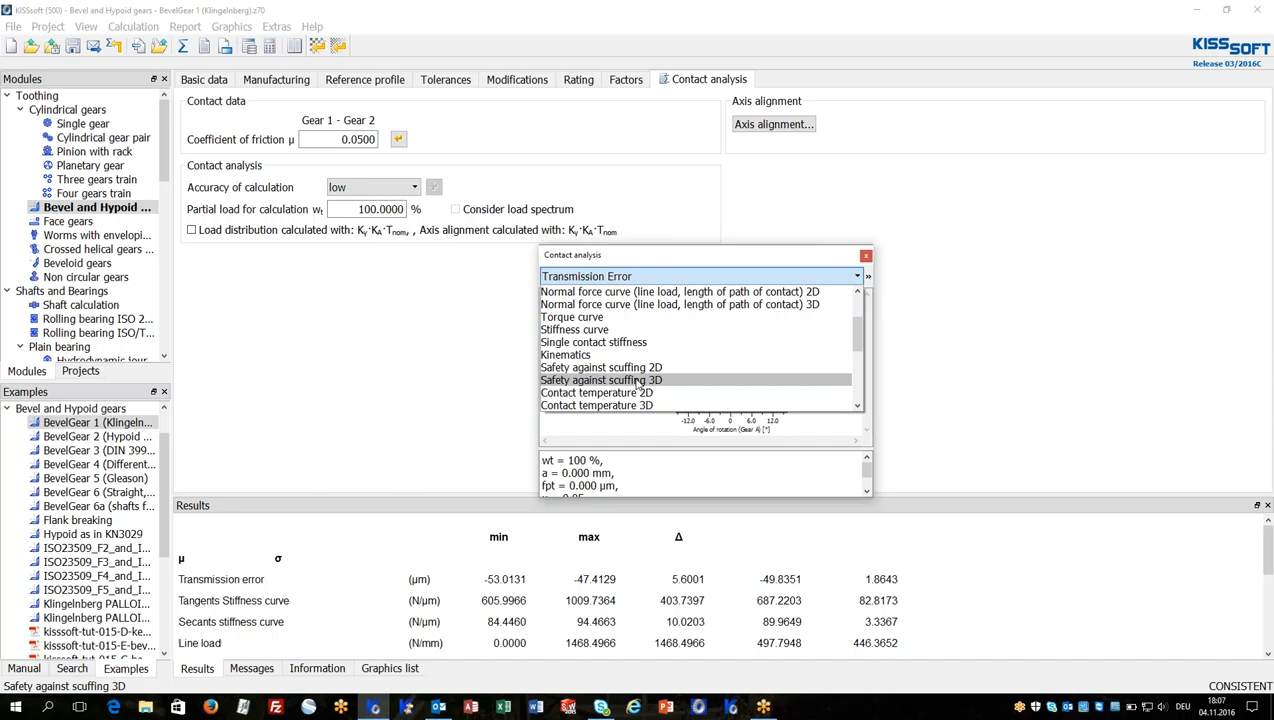 KISSsoft (500) - Bevel and Hypoid gears - BevelGear 1 (Klingelnberg).z70
File Project View Calculation Report Graphics Extras Help
KISSSOFT
Release 03/2016C
Modules
Toothing
Cylindrical gears
Single gear
Cylindrical gear pair
Pinion with rack
Planetary gear
Three gears train
Four gears train
Bevel and Hypoid ...
Face gears
Worms with envelopi...
Crossed helical gears ...
Beveloid gears
Non circular gears
Shafts and Bearings
Shaft calculation
Rolling bearing ISO 2...
Rolling bearing ISO/T...
Plain bearing
Hydrodynamic jour...
Modules Projects
Examples
Bevel and Hypoid gears
BevelGear 1 (Klingeln...
BevelGear 2 (Hypoid ...
BevelGear 3 (DIN 399...
BevelGear 4 (Different...
BevelGear 5 (Gleason)
BevelGear 6 (Straight,...
BevelGear 6a (shafts f...
Flank breaking
Hypoid as in KN3029
ISO23509_F2_and_I...
ISO23509_F3_and_I...
ISO23509_F4_and_I...
ISO23509_F5_and_I...
Klingelnberg PALLOI...
Klingelnberg PALLOI...
kisssoft-tut-015-D-ke...
kisssoft-tut-015-E-bev...
Manual Search Examples
Basic data Manufacturing Reference profile Tolerances Modifications Rating Factors Contact analysis
Contact data
Gear 1 - Gear 2
Coefficient of friction μ 0.0500
Axis alignment
Axis alignment...
Contact analysis
Accuracy of calculation low
Partial load for calculation wt 100.0000 % Consider load spectrum
Load distribution calculated with: Kγ·KA·Tnom, , Axis alignment calculated with: Kγ·KA·Tnom
Contact analysis
Transmission Error
Normal force curve (line load, length of path of contact) 2D
Normal force curve (line load, length of path of contact) 3D
Torque curve
Stiffness curve
Single contact stiffness
Kinematics
Safety against scuffing 2D
Safety against scuffing 3D
Contact temperature 2D
Contact temperature 3D
-12.0 -6.0 0 6.0 12.0
Angle of rotation (Gear A) [°]
wt = 100 %,
a = 0.000 mm,
fpt = 0.000 μm,
Results
min max Δ
μ σ
Transmission error (μm) -53.0131 -47.4129 5.6001 -49.8351 1.8643
Tangents Stiffness curve (N/μm) 605.9966 1009.7364 403.7397 687.2203 82.8173
Secants stiffness curve (N/μm) 84.4460 94.4663 10.0203 89.9649 3.3367
Line load (N/mm) 0.0000 1468.4966 1468.4966 497.7948 446.3652
Results Messages Information Graphics list
Safety against scuffing 3D
CONSISTENT
DEU
18:07
04.11.2016